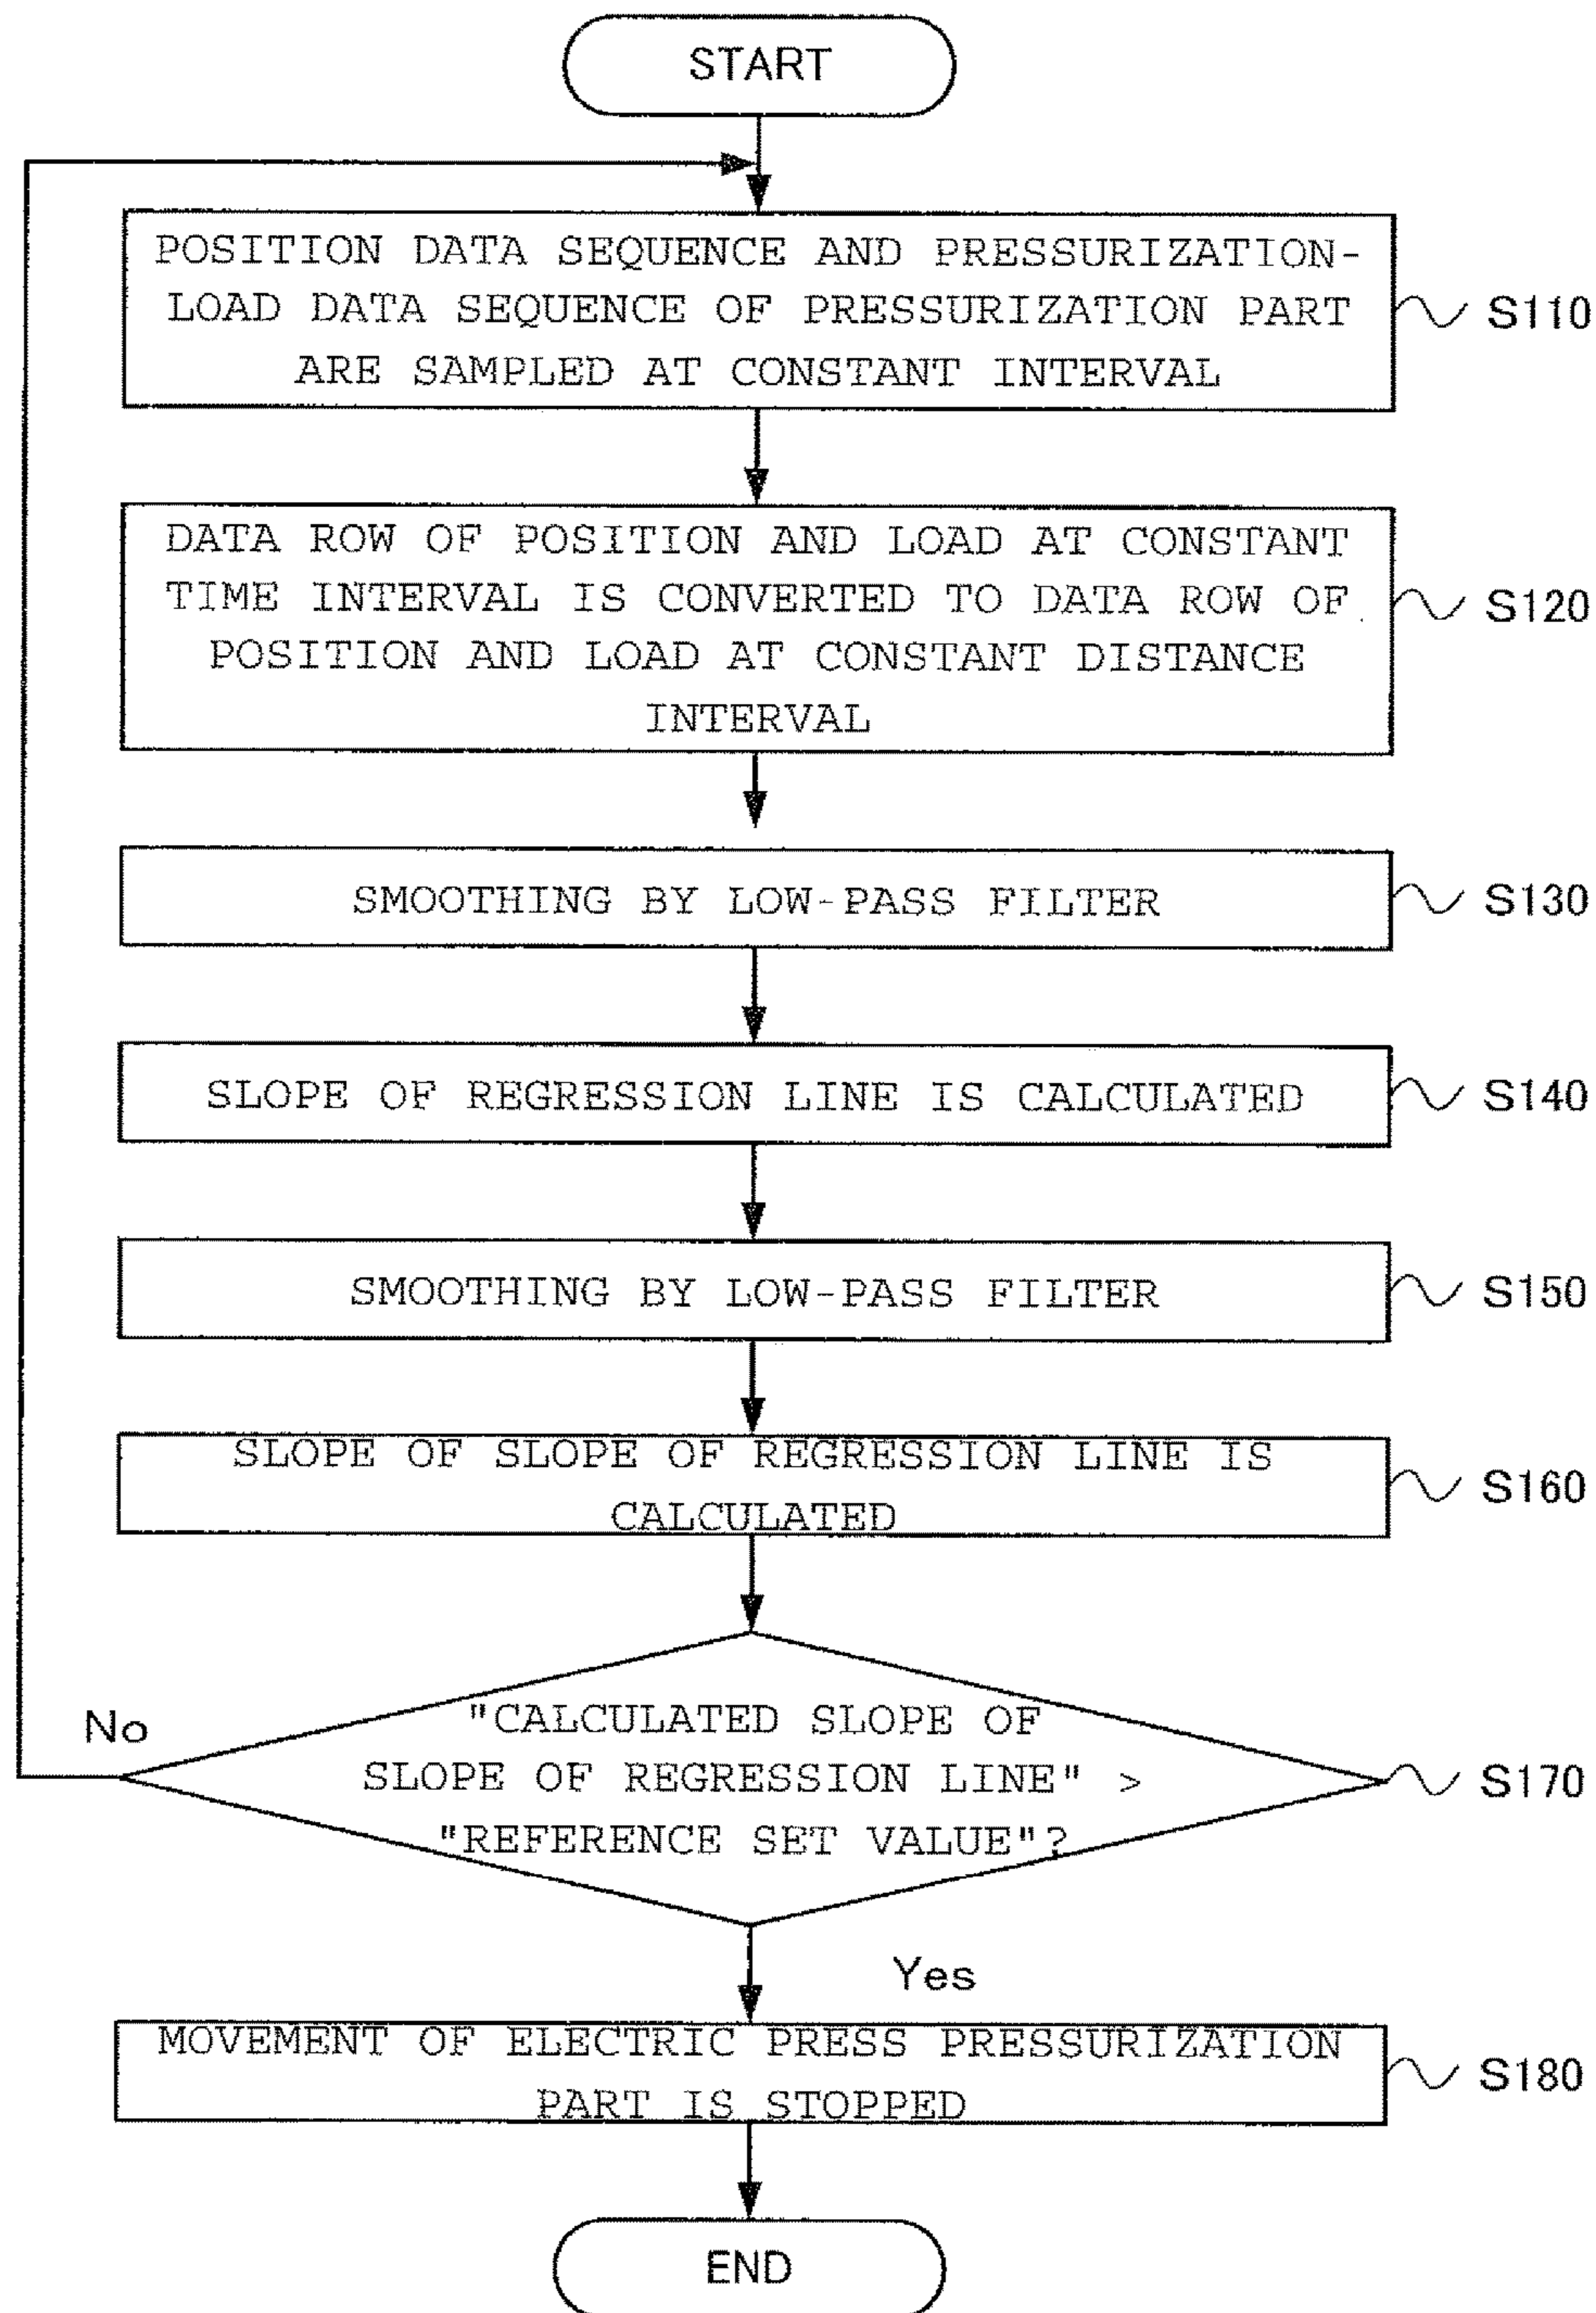 START
POSITION DATA SEQUENCE AND PRESSURIZATION-
LOAD DATA SEQUENCE OF PRESSURIZATION PART
ARE SAMPLED AT CONSTANT INTERVAL
S110
DATA ROW OF POSITION AND LOAD AT CONSTANT
TIME INTERVAL IS CONVERTED TO DATA ROW OF
POSITION AND LOAD AT CONSTANT DISTANCE
INTERVAL
S120
SMOOTHING BY LOW-PASS FILTER
S130
SLOPE OF REGRESSION LINE IS CALCULATED
S140
SMOOTHING BY LOW-PASS FILTER
S150
SLOPE OF SLOPE OF REGRESSION LINE IS
CALCULATED
S160
No
"CALCULATED SLOPE OF
SLOPE OF REGRESSION LINE" >
"REFERENCE SET VALUE"?
S170
Yes
MOVEMENT OF ELECTRIC PRESS PRESSURIZATION
PART IS STOPPED
S180
END